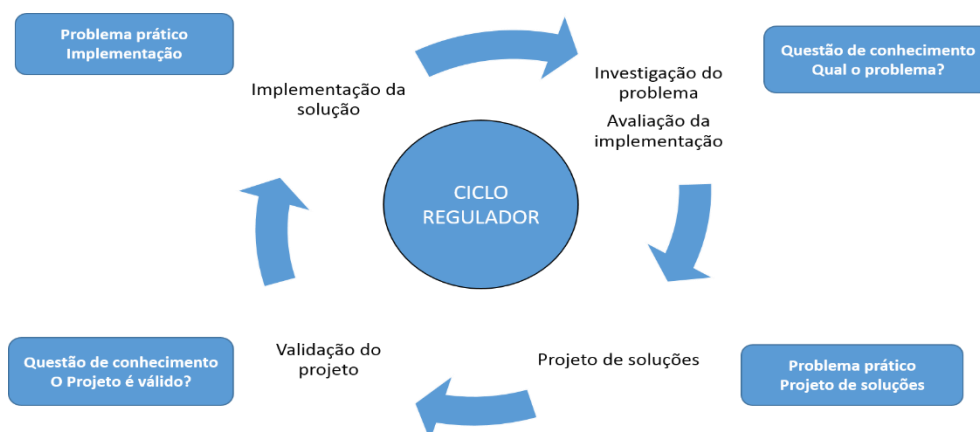 Problema prático
Implementação
Questão de conhecimento
Qual o problema?
Implementação da
solução
Investigação do
problema
Avaliação da
implementação
CICLO
REGULADOR
Validação do
projeto
Projeto de soluções
Questão de conhecimento
O Projeto é válido?
Problema prático
Projeto de soluções